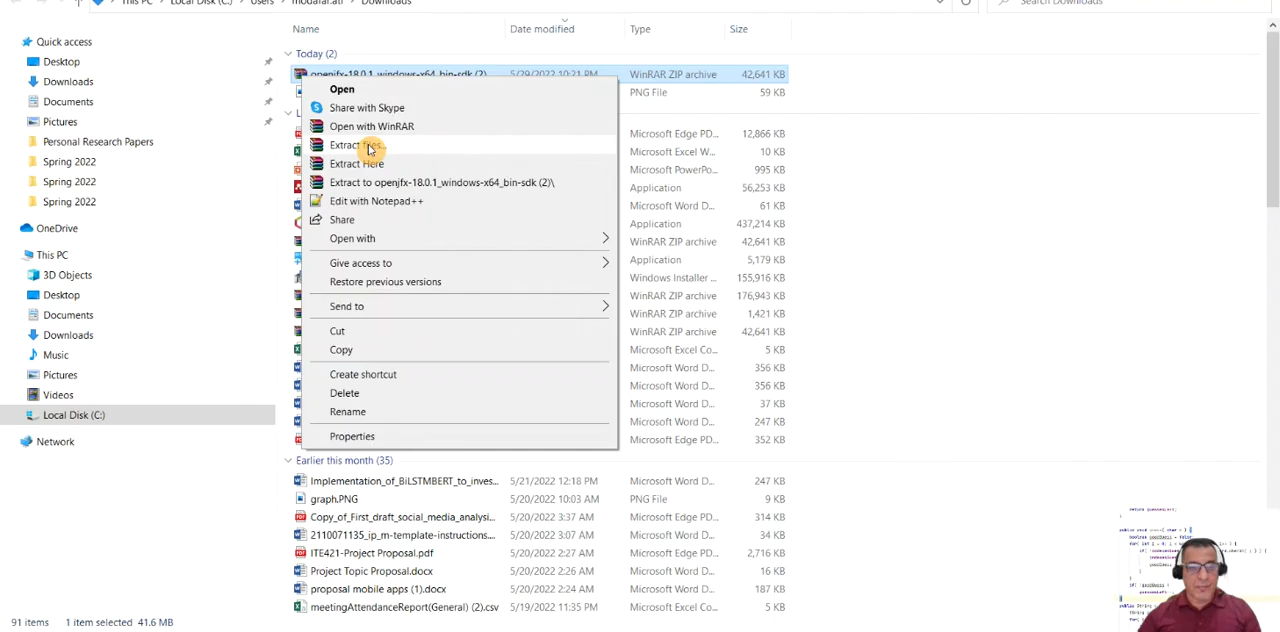 This PC Local Disk (C:) Users modafar.ati Downloads
Search Downloads
Name Date modified Type Size
Quick access
Desktop
Downloads
Documents
Pictures
Personal Research Papers
Spring 2022
Spring 2022
Spring 2022
OneDrive
This PC
3D Objects
Desktop
Documents
Downloads
Music
Pictures
Videos
Local Disk (C:)
Network
Today (2)
openjfx-18.0.1_windows-x64_bin-sdk (2) 5/29/2022 10:21 PM WinRAR ZIP archive 42,641 KB
PNG File 59 KB
Microsoft Edge PD... 12,866 KB
Microsoft Excel W... 10 KB
Microsoft PowerPo... 995 KB
Application 56,253 KB
Microsoft Word D... 61 KB
Application 437,214 KB
WinRAR ZIP archive 42,641 KB
Application 5,179 KB
Windows Installer ... 155,916 KB
WinRAR ZIP archive 176,943 KB
WinRAR ZIP archive 1,421 KB
WinRAR ZIP archive 42,641 KB
Microsoft Excel Co... 5 KB
Microsoft Word D... 356 KB
Microsoft Word D... 356 KB
Microsoft Word D... 37 KB
Microsoft Word D... 247 KB
Microsoft Edge PD... 352 KB
Open
Share with Skype
Open with WinRAR
Extract files...
Extract Here
Extract to openjfx-18.0.1_windows-x64_bin-sdk (2)\
Edit with Notepad++
Share
Open with
Give access to
Restore previous versions
Send to
Cut
Copy
Create shortcut
Delete
Rename
Properties
Earlier this month (35)
Implementation_of_BiLSTMBERT_to_inves... 5/21/2022 12:18 PM Microsoft Word D... 247 KB
graph.PNG 5/20/2022 10:03 AM PNG File 9 KB
Copy_of_First_draft_social_media_analysi... 5/20/2022 3:37 AM Microsoft Edge PD... 314 KB
2110071135_ip_m-template-instructions.... 5/20/2022 3:07 AM Microsoft Word D... 34 KB
ITE421-Project Proposal.pdf 5/20/2022 2:27 AM Microsoft Edge PD... 2,716 KB
Project Topic Proposal.docx 5/20/2022 2:26 AM Microsoft Word D... 16 KB
proposal mobile apps (1).docx 5/20/2022 2:24 AM Microsoft Word D... 187 KB
meetingAttendanceReport(General) (2).csv 5/19/2022 11:35 PM Microsoft Excel Co... 5 KB
91 items 1 item selected 41.6 MB